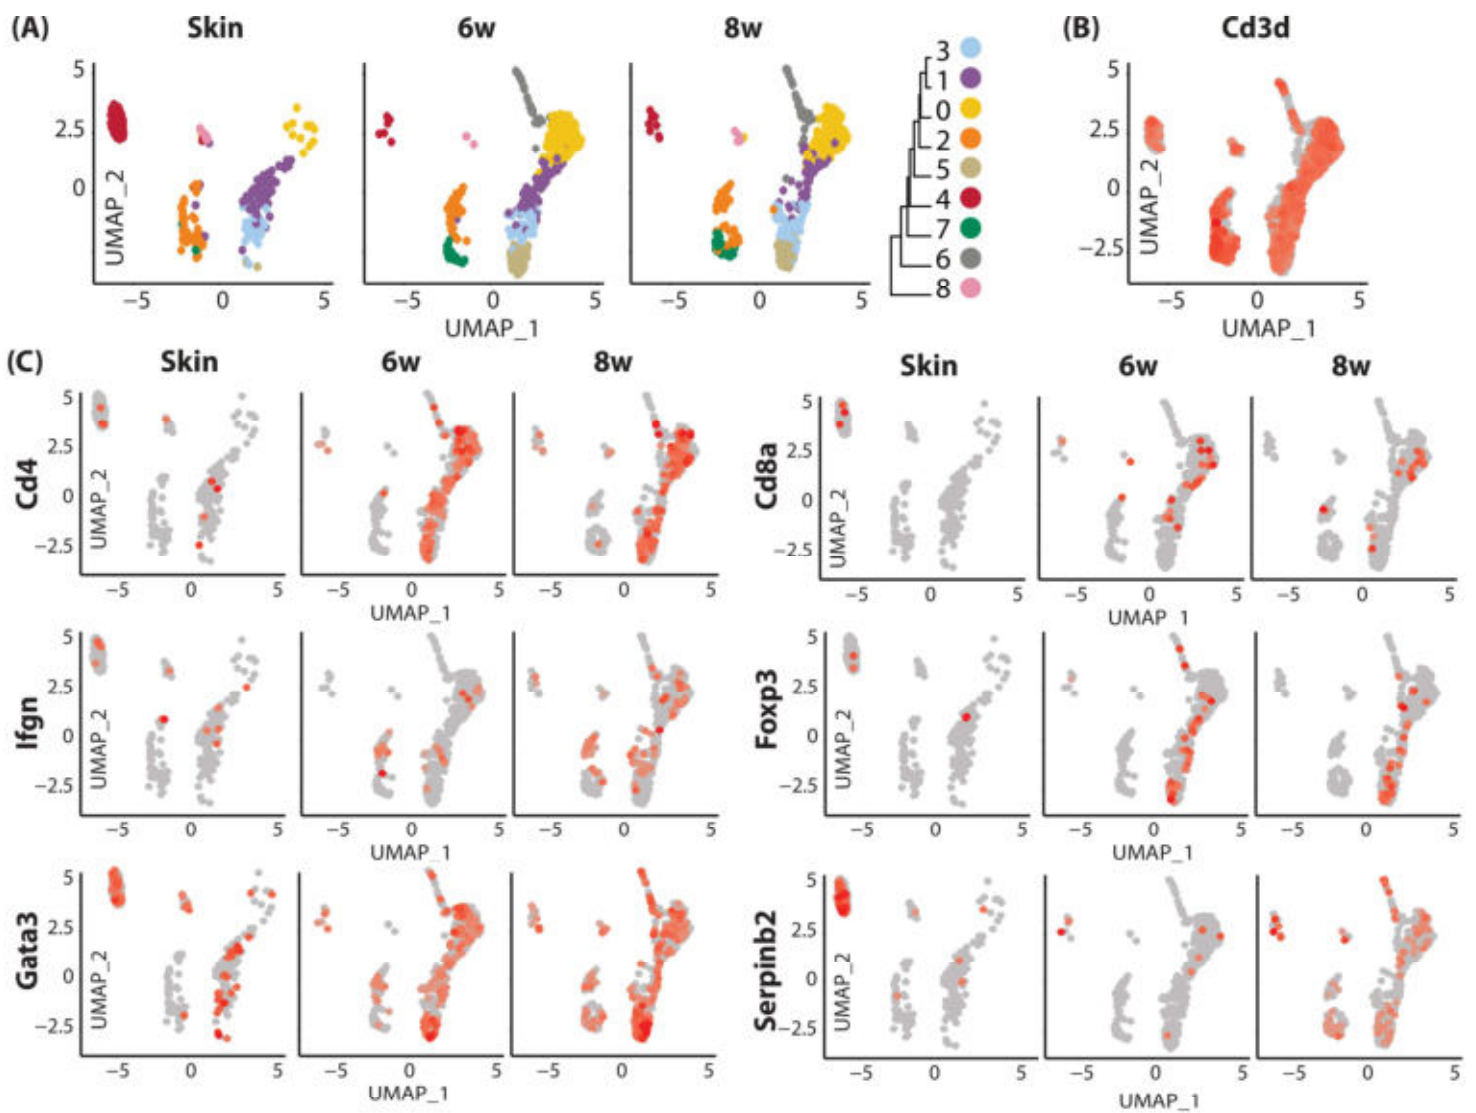 (A) Skin 6w 8w
5
2.5
0
UMAP_2
−5 0 5 −5 0 5 −5 0 5
UMAP_1
3
1
0
2
5
4
7
6
8
(B) Cd3d
5
2.5
0
−2.5
UMAP_2
−5 0 5
UMAP_1
(C) Skin 6w 8w
Cd4
5
2.5
0
−2.5
UMAP_2
−5 0 5 −5 0 5 −5 0 5
UMAP_1
Skin 6w 8w
Cd8a
5
2.5
0
−2.5
UMAP_2
−5 0 5 −5 0 5 −5 0 5
UMAP_1
Ifgn
5
2.5
0
−2.5
UMAP_2
−5 0 5 −5 0 5 −5 0 5
UMAP_1
Foxp3
5
2.5
0
−2.5
UMAP_2
−5 0 5 −5 0 5 −5 0 5
UMAP_1
Gata3
5
2.5
0
−2.5
UMAP_2
−5 0 5 −5 0 5 −5 0 5
UMAP_1
Serpinb2
5
2.5
0
−2.5
UMAP_2
−5 0 5 −5 0 5 −5 0 5
UMAP_1